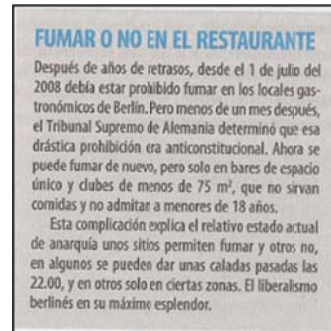 FUMAR O NO EN EL RESTAURANTE
Después de años de retrasos, desde el 1 de julio del
2008 debía estar prohibido fumar en los locales gas-
tronómicos de Berlín. Pero menos de un mes después,
el Tribunal Supremo de Alemania determinó que esa
drástica prohibición era anticonstitucional. Ahora se
puede fumar de nuevo, pero solo en bares de espacio
único y clubes de menos de 75 m², que no sirvan
comidas y no admitan a menores de 18 años.
Esta complicación explica el relativo estado actual
de anarquía unos sitios permiten fumar y otros no,
en algunos se pueden dar unas caladas pasadas las
22.00, y en otros solo en ciertas zonas. El liberalismo
berlinés en su máximo esplendor.